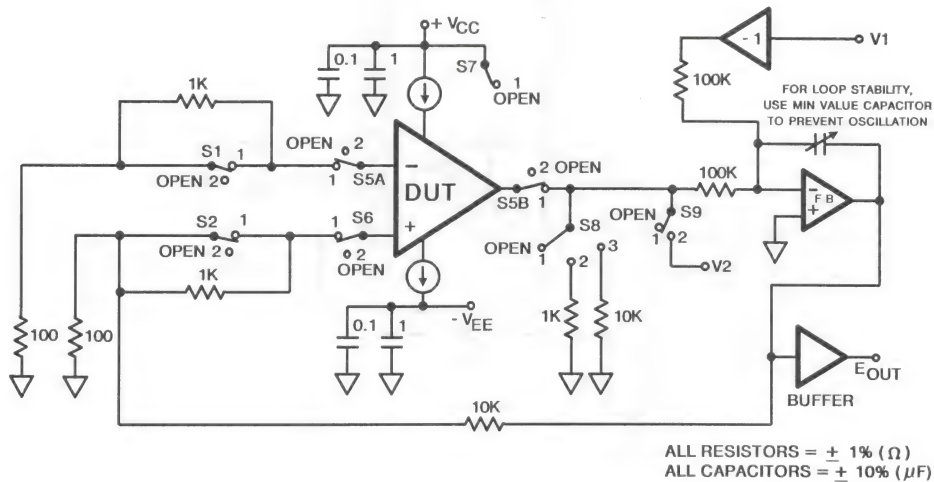 + VCC
0.1
1
S7
1
OPEN
- 1
V1
100K
FOR LOOP STABILITY,
USE MIN VALUE CAPACITOR
TO PREVENT OSCILLATION
1K
S1
1
OPEN 2
OPEN 2
1
S5A
-
DUT
+
2 OPEN
S5B
1
100K
-
F B
+
S2
1
OPEN 2
1K
1
S6
2
OPEN
S8
OPEN
1
2
3
OPEN
S9
1
2
V2
0.1
1
- VEE
1K
10K
100
100
EOUT
BUFFER
10K
ALL RESISTORS = ± 1% (Ω)
ALL CAPACITORS = ± 10% (µF)